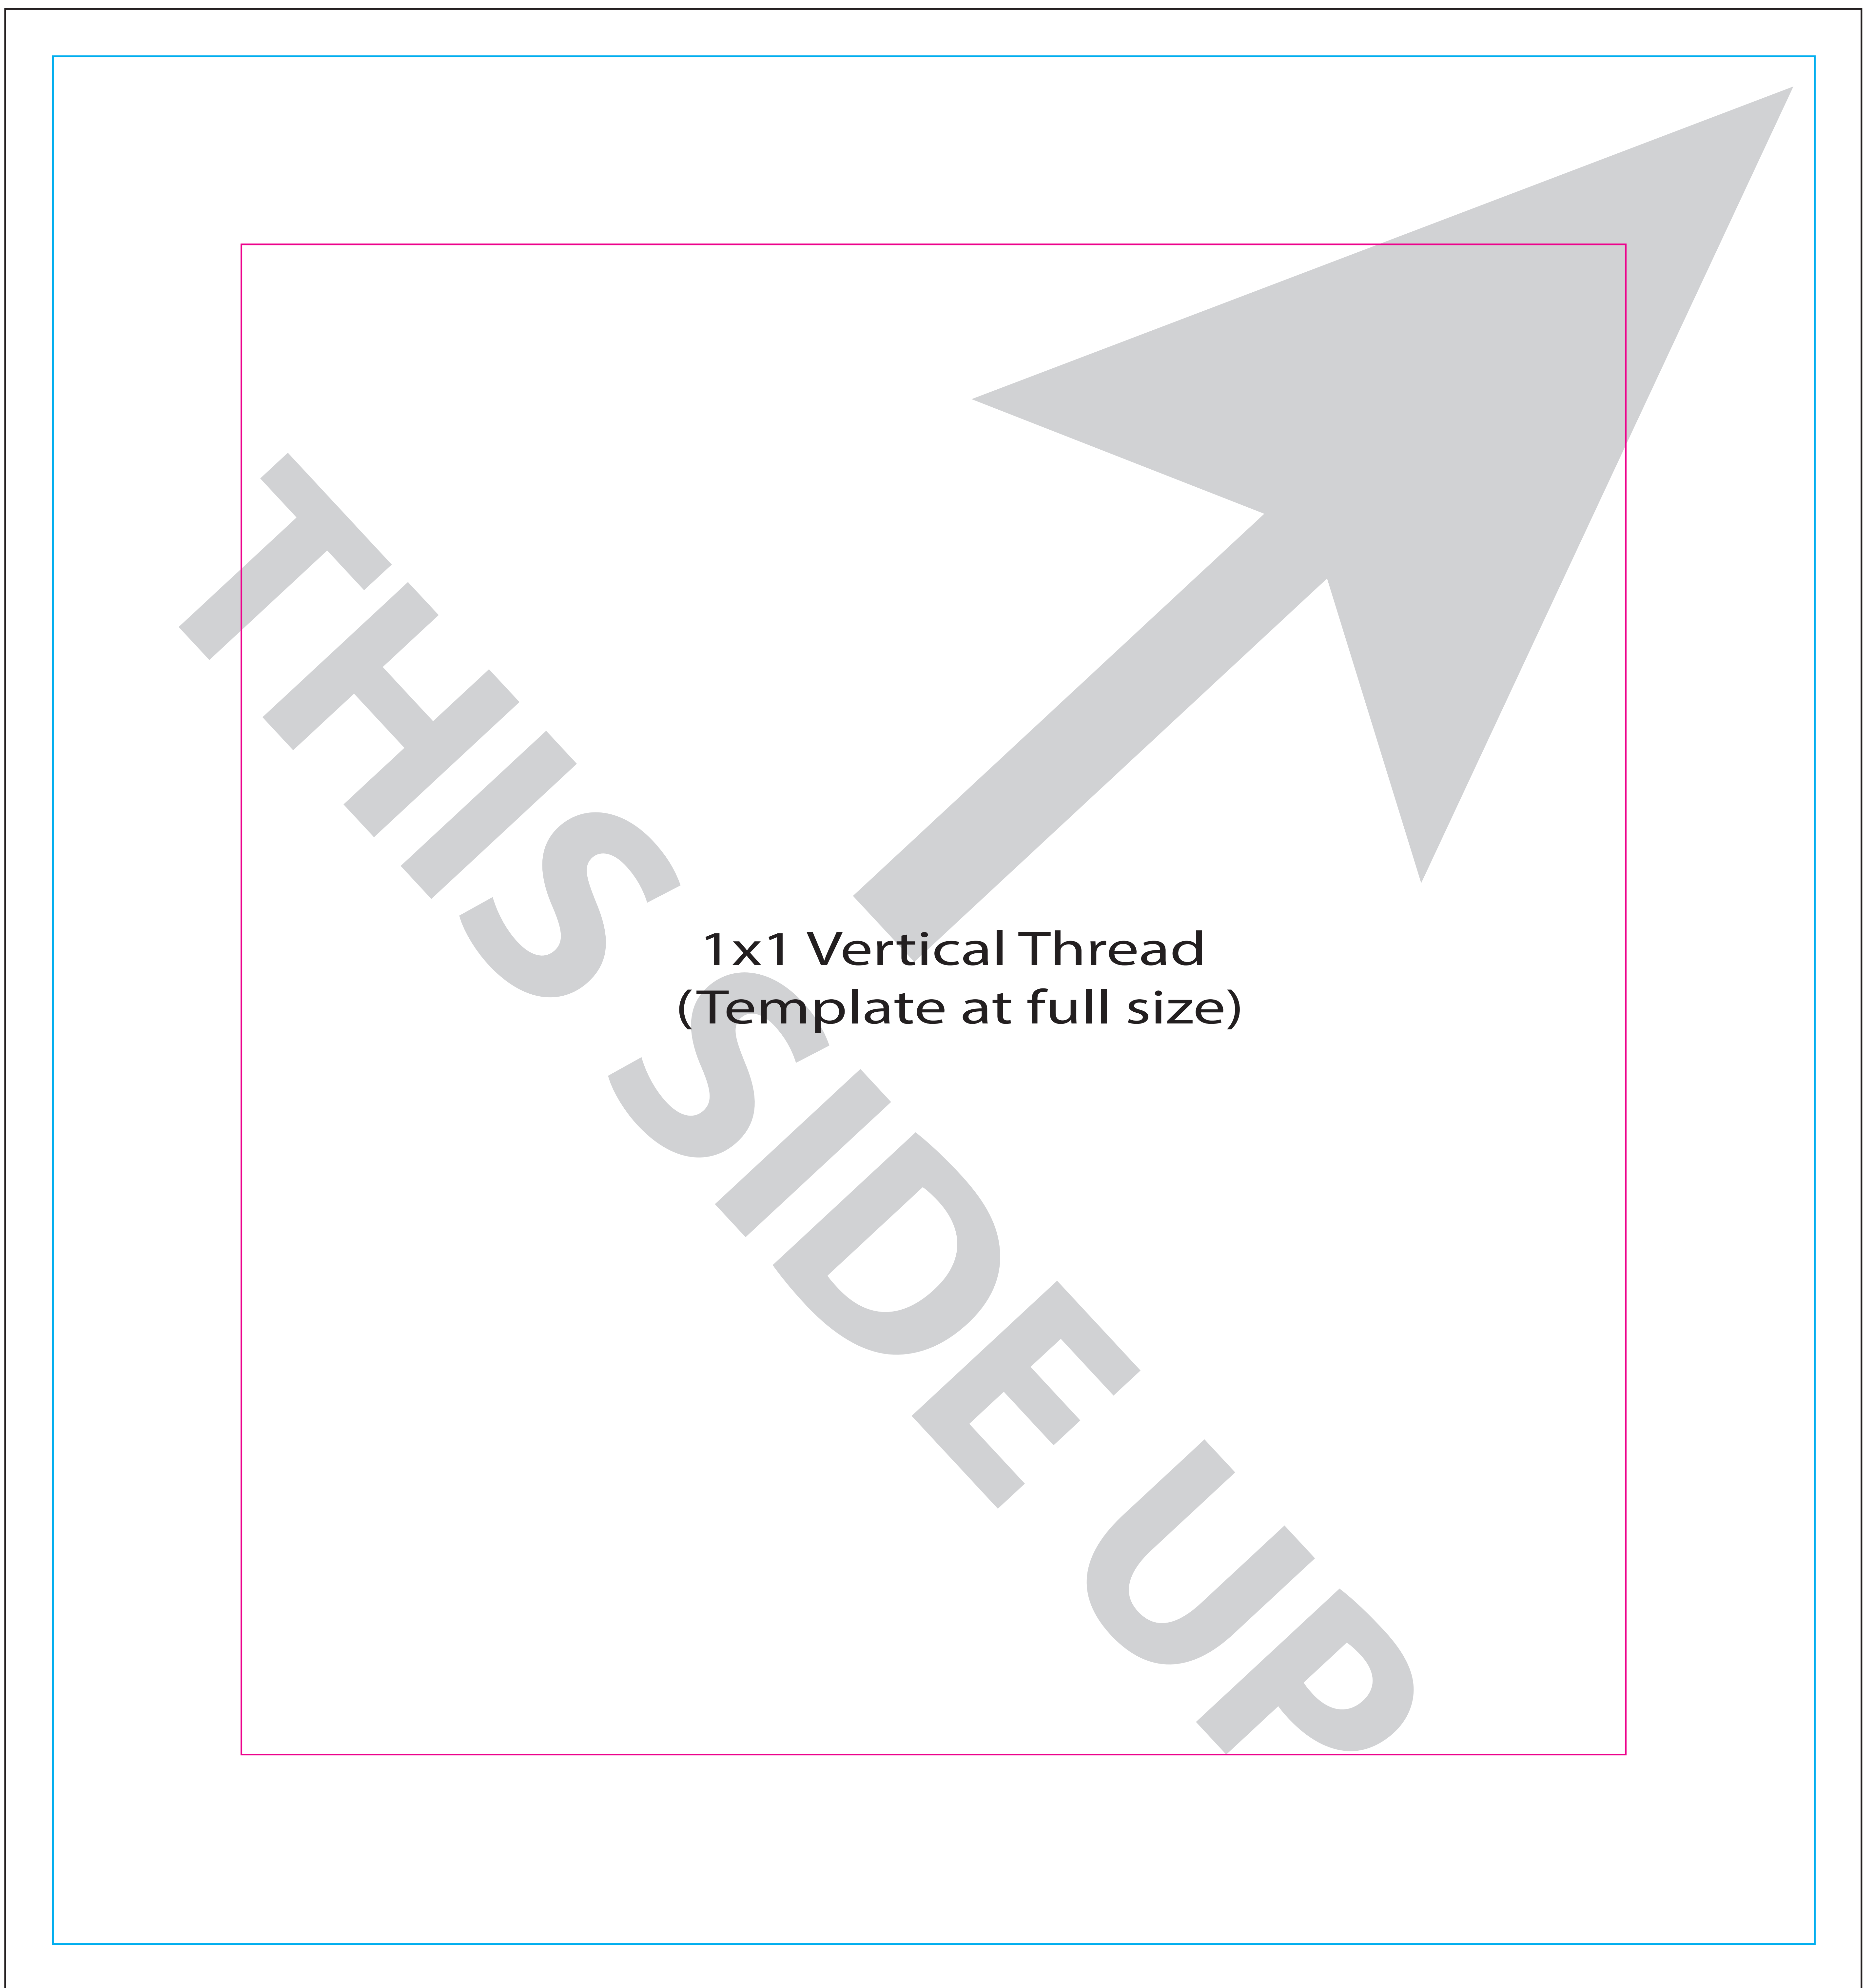 THIS SIDE UP
1x1 Vertical Thread
(Template at full size)